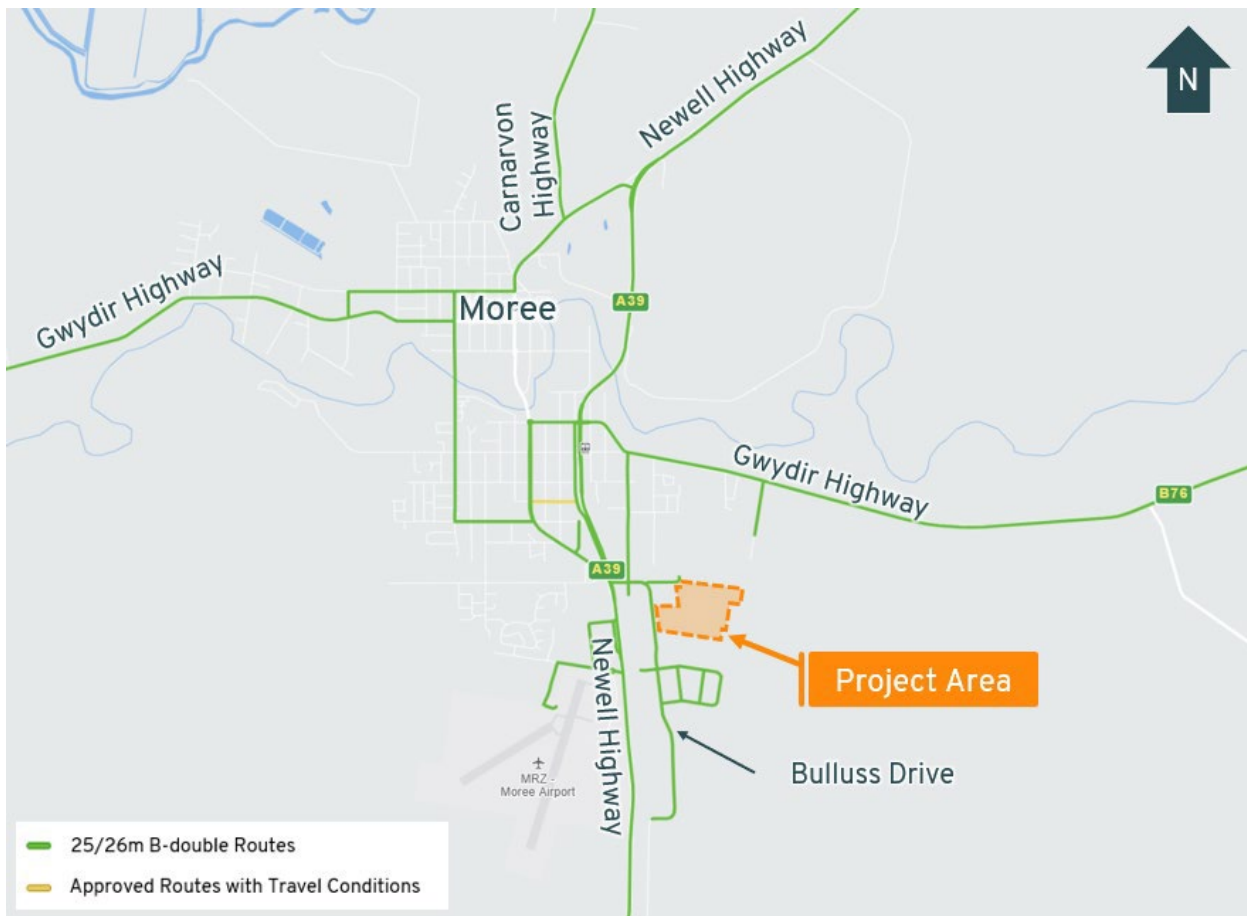 N
Newell Highway
Carnarvon
Highway
Gwydir Highway
Moree
A39
Gwydir Highway
B76
A39
Project Area
Newell Highway
Bulluss Drive
MRZ -
Moree Airport
25/26m B-double Routes
Approved Routes with Travel Conditions